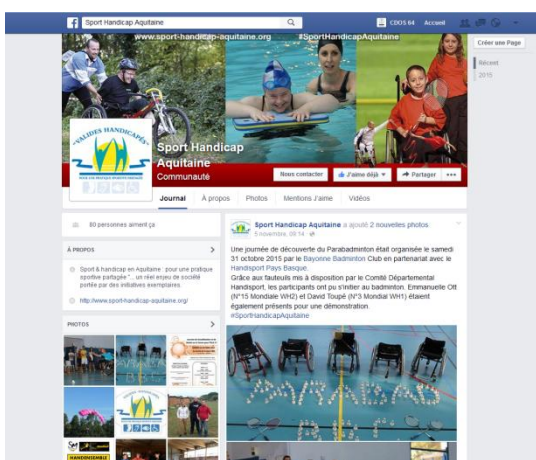 Sport Handicap Aquitaine
CDOS 64 Accueil
Créer une Page
Récent
2015
www.sport-handicap-aquitaine.org #SportHandicapAquitaine
VALIDES HANDICAPÉS
Sport Handicap
Aquitaine
Communauté
Nous contacter J'aime déjà Partager
Journal À propos Photos Mentions J'aime Vidéos
80 personnes aiment ça
À PROPOS
Sport & handicap en Aquitaine : pour une pratique
sportive partagée "... un réel enjeu de société
portée par des initiatives exemplaires
http://www.sport-handicap-aquitaine.org/
PHOTOS
HANDENSEMBLE
Sport Handicap Aquitaine a ajouté 2 nouvelles photos
5 novembre, 08:14
Une journée de découverte du Parabadminton était organisée le samedi
31 octobre 2015 par le Bayonne Badminton Club en partenariat avec le
Handisport Pays Basque.
Grâce aux fauteuils mis à disposition par le Comité Départemental
Handisport, les participants ont pu s'initier au badminton. Emmanuelle Ott
(N°15 Mondiale WH2) et David Toupé (N°3 Mondial WH1) étaient
également présents pour une démonstration.
#SportHandicapAquitaine